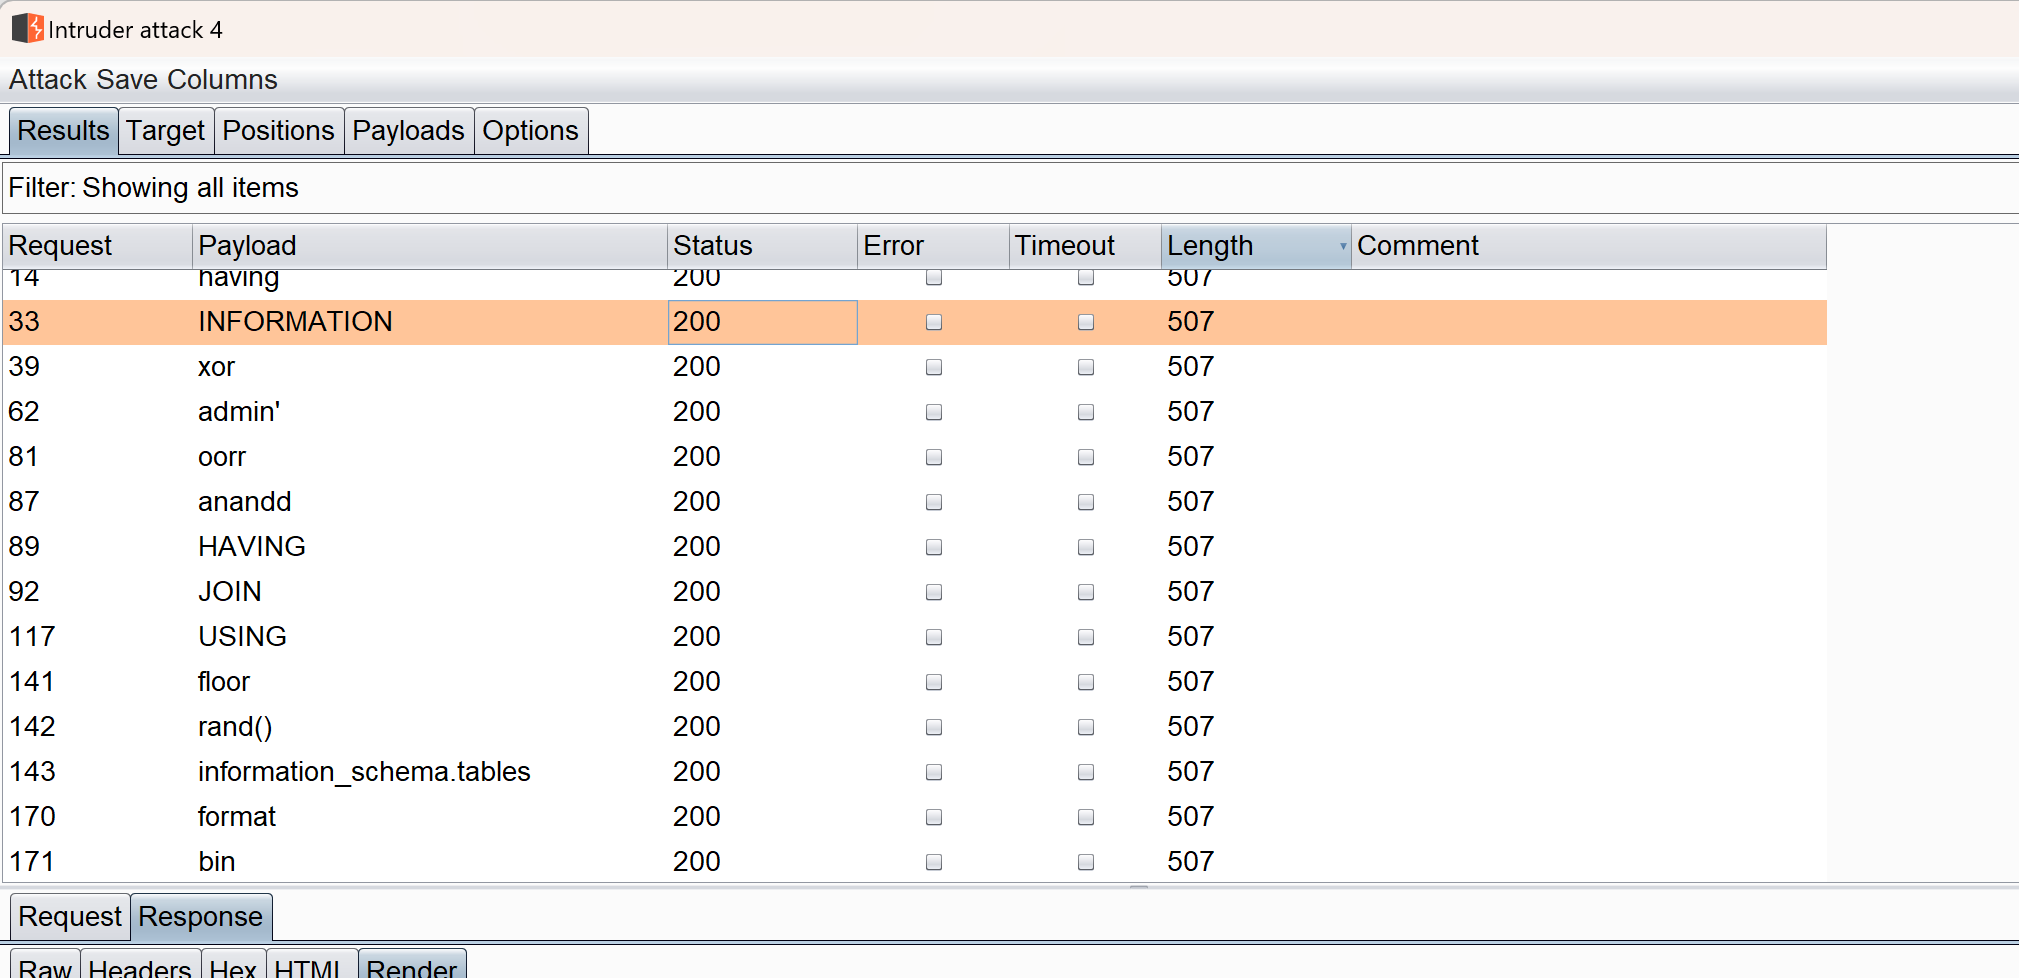 Intruder attack 4
Attack Save Columns
Results Target Positions Payloads Options
Filter: Showing all items
Request Payload Status Error Timeout Length Comment
14 having 200 507
33 INFORMATION 200 507
39 xor 200 507
62 admin' 200 507
81 oorr 200 507
87 anandd 200 507
89 HAVING 200 507
92 JOIN 200 507
117 USING 200 507
141 floor 200 507
142 rand() 200 507
143 information_schema.tables 200 507
170 format 200 507
171 bin 200 507
Request Response
Raw Headers Hex HTML Render